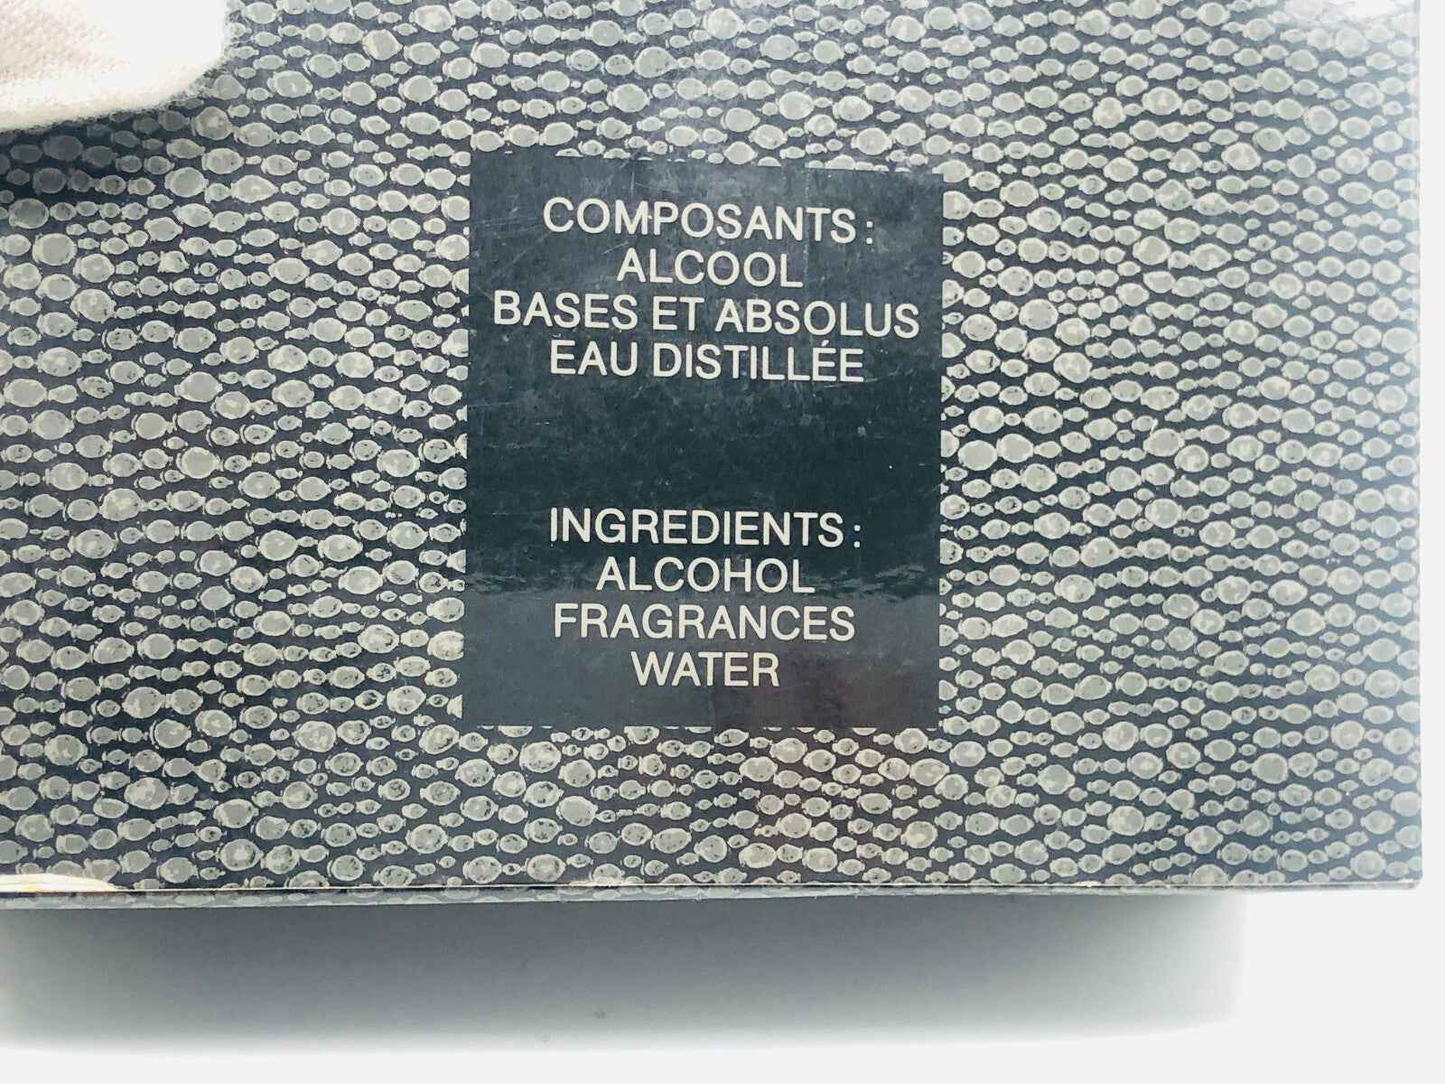 COMPOSANTS :
ALCOOL
BASES ET ABSOLUS
EAU DISTILLÉE
INGREDIENTS :
ALCOHOL
FRAGRANCES
WATER